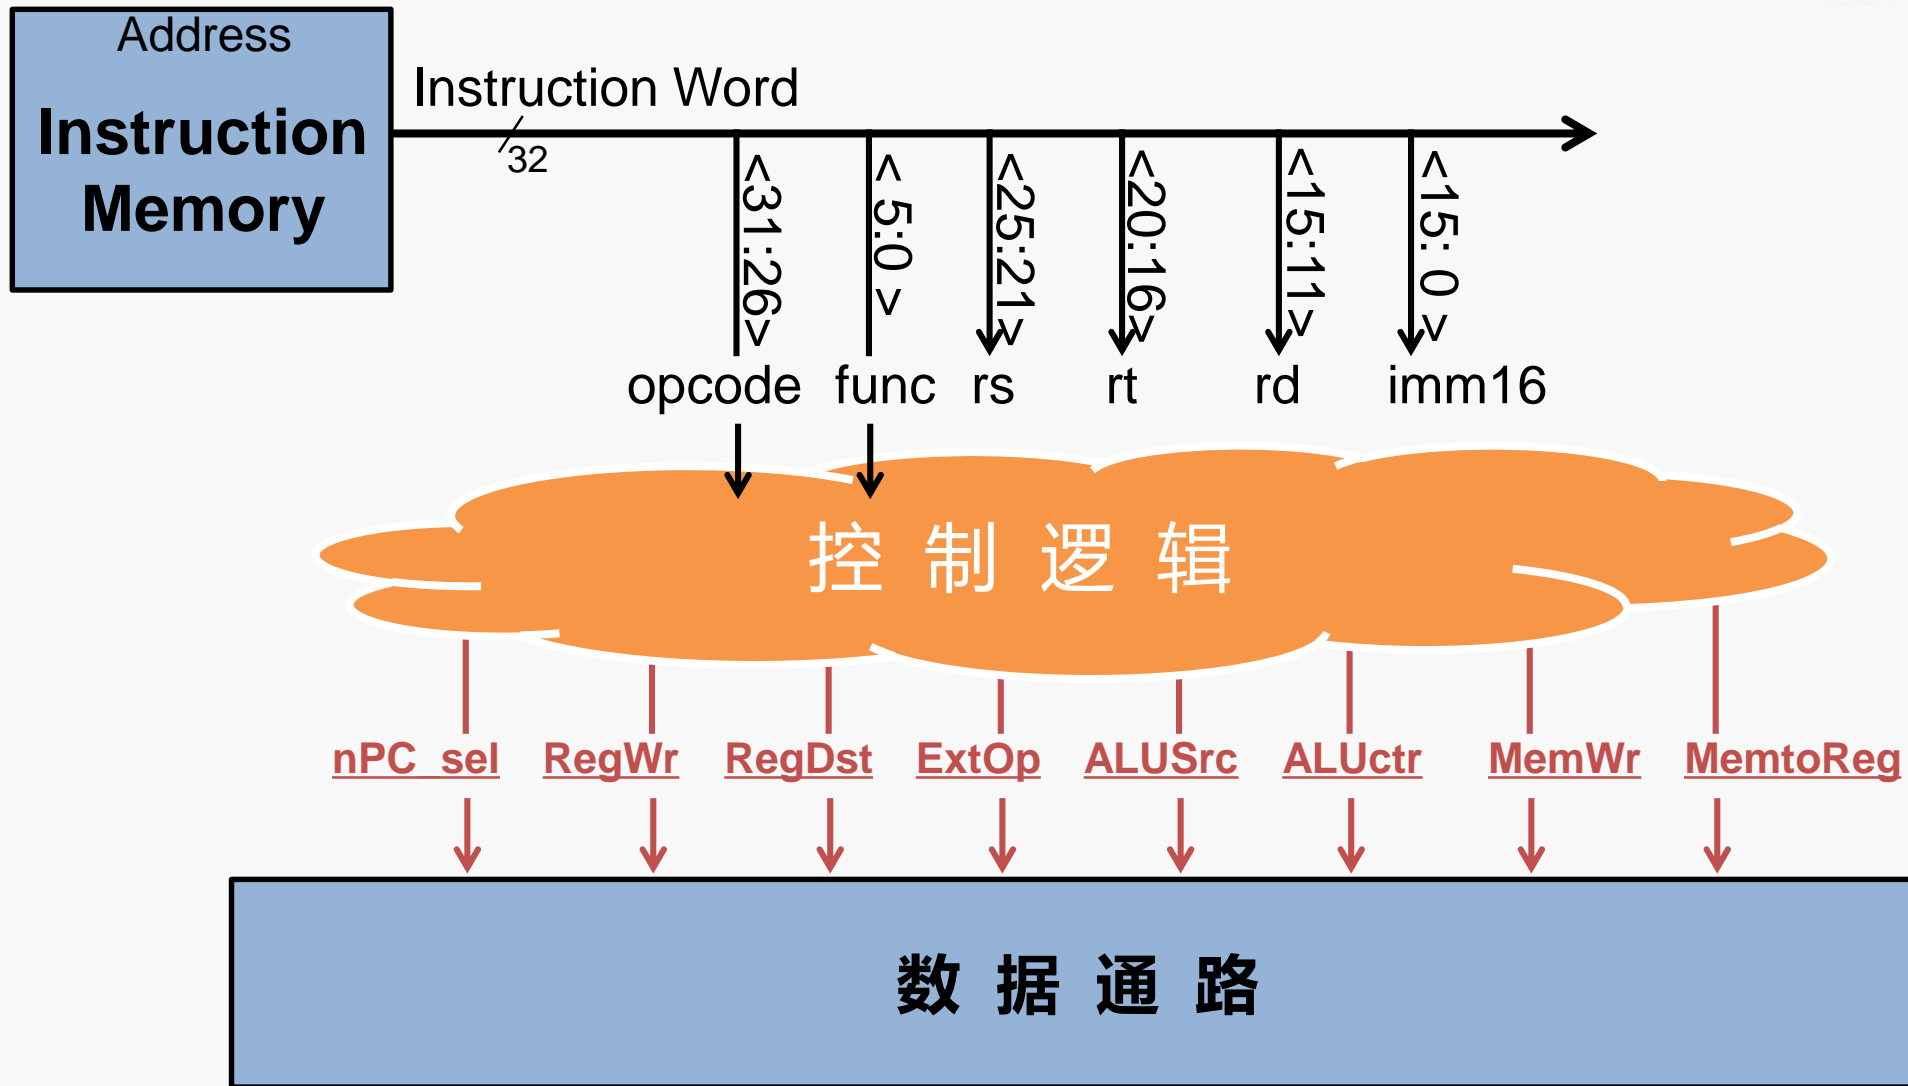 Address
Instruction
Memory
Instruction Word
32
<31:26>
< 5:0 >
<25:21>
<20:16>
<15:11>
<15: 0 >
opcode func rs rt rd imm16
控 制 逻 辑
nPC_sel RegWr RegDst ExtOp ALUSrc ALUctr MemWr MemtoReg
数 据 通 路